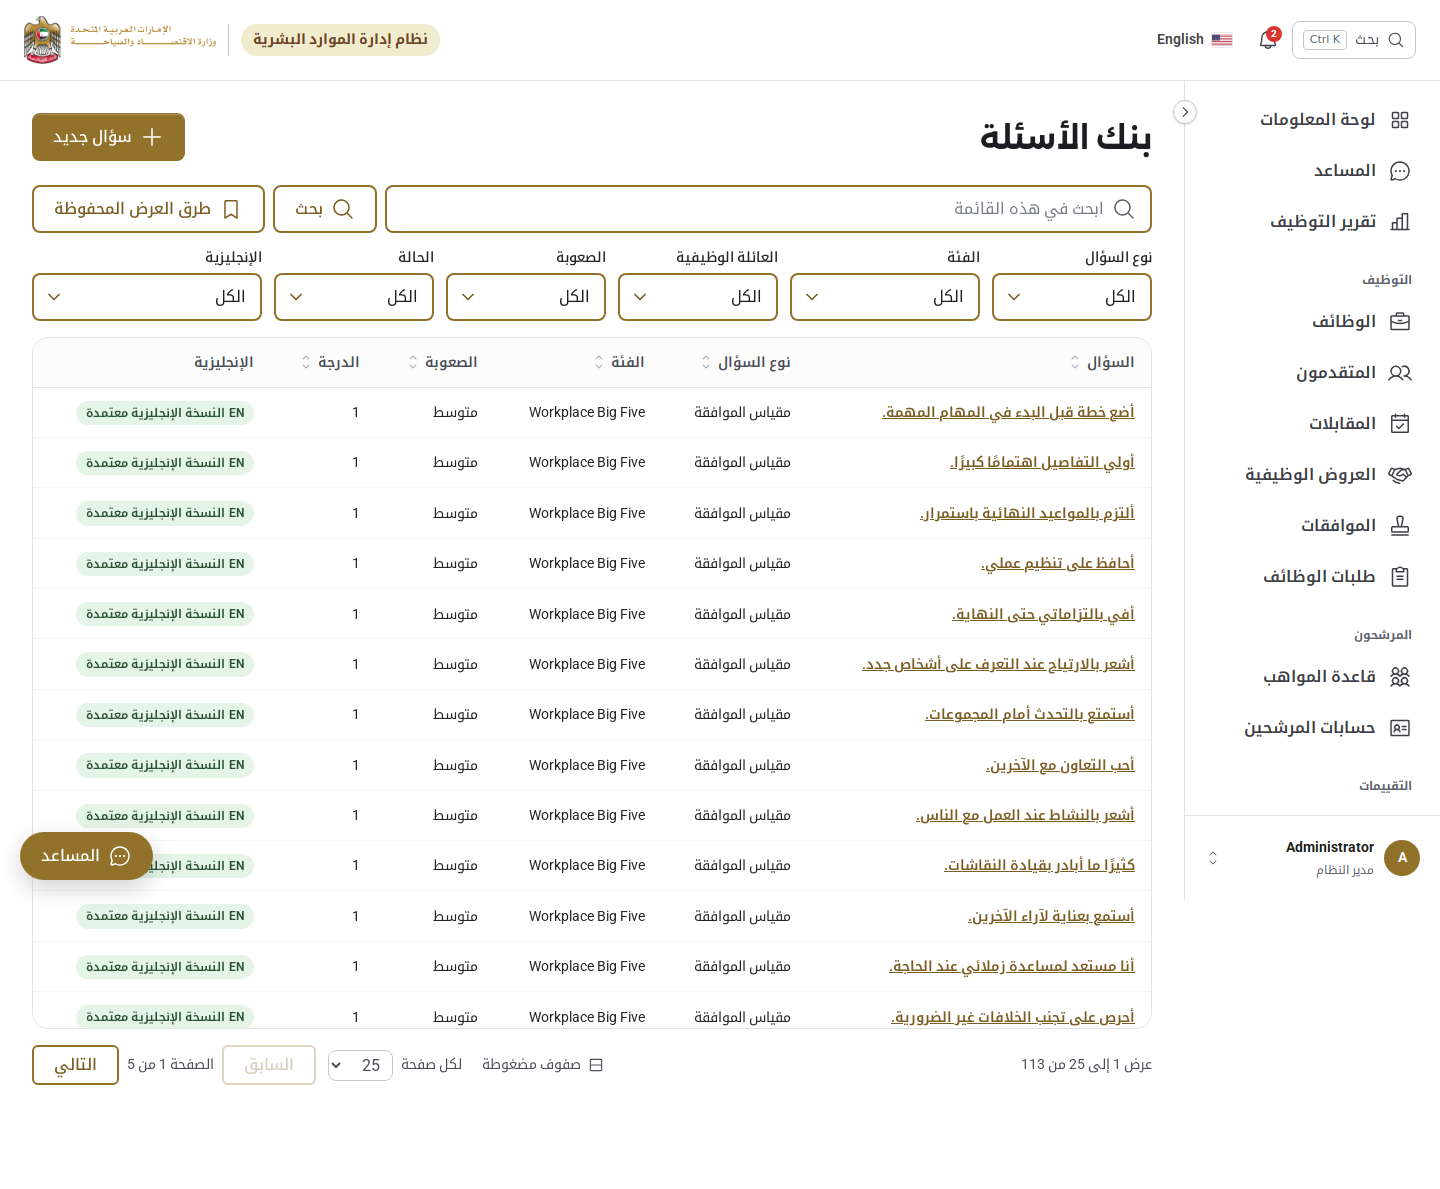 بحث
Ctrl K
2
English
نظام إدارة الموارد البشرية
الإمارات العربية المتحدة
وزارة الاقتصاد والسياحة
لوحة المعلومات
المساعد
تقرير التوظيف
التوظيف
الوظائف
المتقدمون
المقابلات
العروض الوظيفية
الموافقات
طلبات الوظائف
المرشحون
قاعدة المواهب
حسابات المرشحين
التقييمات
A
Administrator
مدير النظام
بنك الأسئلة
سؤال جديد
ابحث في هذه القائمة
بحث
طرق العرض المحفوظة
نوع السؤال الفئة العائلة الوظيفية الصعوبة الحالة الإنجليزية
الكل الكل الكل الكل الكل الكل
السؤال نوع السؤال الفئة الصعوبة الدرجة الإنجليزية
أضع خطة قبل البدء في المهام المهمة. مقياس الموافقة Workplace Big Five متوسط 1 EN النسخة الإنجليزية معتمدة
أولي التفاصيل اهتمامًا كبيرًا. مقياس الموافقة Workplace Big Five متوسط 1 EN النسخة الإنجليزية معتمدة
ألتزم بالمواعيد النهائية باستمرار. مقياس الموافقة Workplace Big Five متوسط 1 EN النسخة الإنجليزية معتمدة
أحافظ على تنظيم عملي. مقياس الموافقة Workplace Big Five متوسط 1 EN النسخة الإنجليزية معتمدة
أفي بالتزاماتي حتى النهاية. مقياس الموافقة Workplace Big Five متوسط 1 EN النسخة الإنجليزية معتمدة
أشعر بالارتياح عند التعرف على أشخاص جدد. مقياس الموافقة Workplace Big Five متوسط 1 EN النسخة الإنجليزية معتمدة
أستمتع بالتحدث أمام المجموعات. مقياس الموافقة Workplace Big Five متوسط 1 EN النسخة الإنجليزية معتمدة
أحب التعاون مع الآخرين. مقياس الموافقة Workplace Big Five متوسط 1 EN النسخة الإنجليزية معتمدة
أشعر بالنشاط عند العمل مع الناس. مقياس الموافقة Workplace Big Five متوسط 1 EN النسخة الإنجليزية معتمدة
كثيرًا ما أبادر بقيادة النقاشات. مقياس الموافقة Workplace Big Five متوسط 1 EN النسخة
المساعد
أستمع بعناية لآراء الآخرين. مقياس الموافقة Workplace Big Five متوسط 1 EN النسخة الإنجليزية معتمدة
أنا مستعد لمساعدة زملائي عند الحاجة. مقياس الموافقة Workplace Big Five متوسط 1 EN النسخة الإنجليزية معتمدة
أحرص على تجنب الخلافات غير الضرورية. مقياس الموافقة Workplace Big Five متوسط 1 EN النسخة الإنجليزية معتمدة
عرض 1 إلى 25 من 113
صفوف مضغوطة
لكل صفحة 25
السابق
الصفحة 1 من 5
التالي